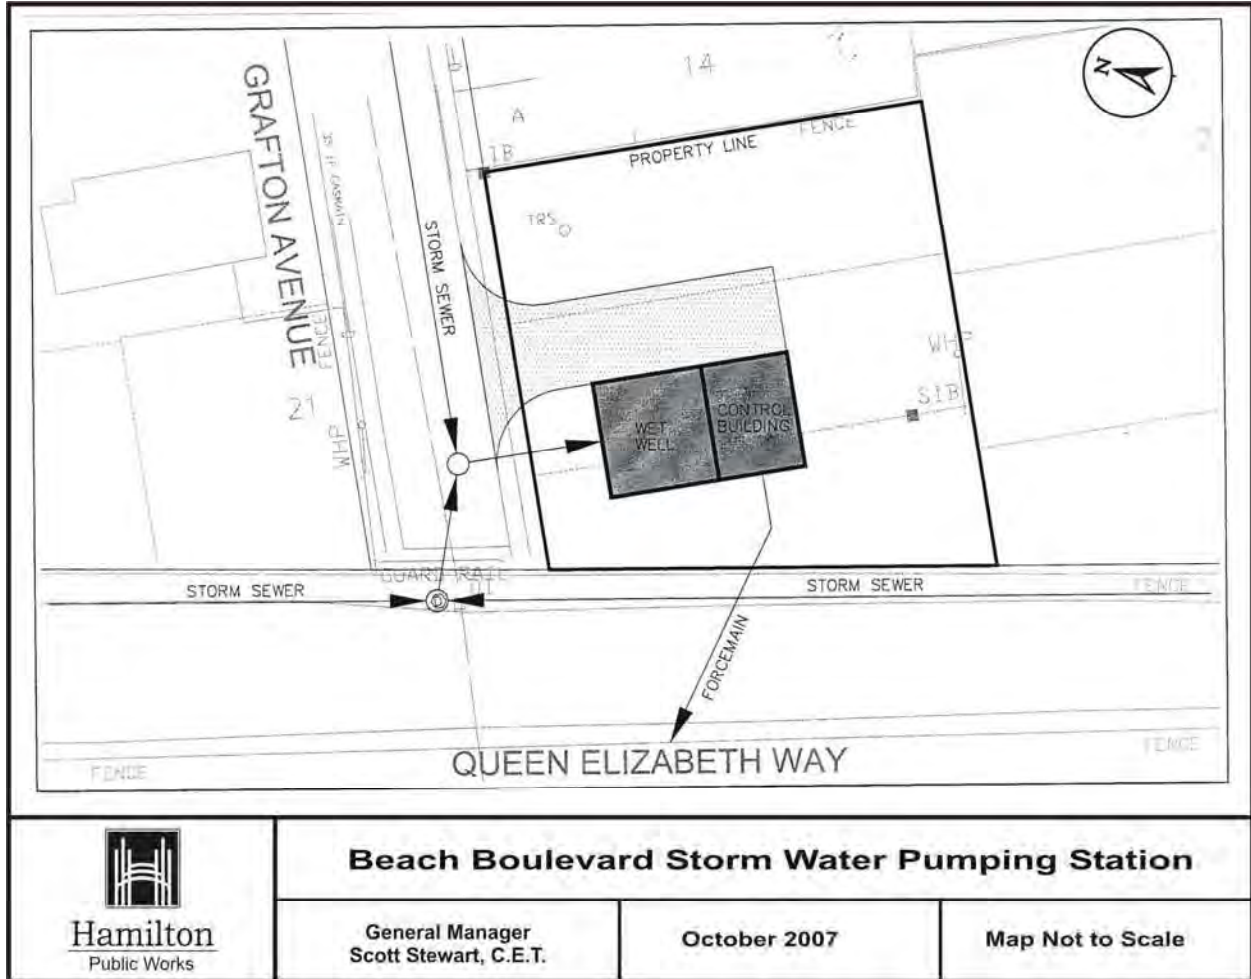 14
N
GRAFTON AVENUE
A
FENCE
IB
PROPERTY LINE
TRS
STORM SEWER
FENCE
21
WHP
WHP
SIB
WET
WELL
CONTROL
BUILDING
GUARD RAIL
STORM SEWER
STORM SEWER
FENCE
FORCEMAIN
QUEEN ELIZABETH WAY
FENCE
FENCE
Beach Boulevard Storm Water Pumping Station
Hamilton
Public Works
General Manager
Scott Stewart, C.E.T.
October 2007
Map Not to Scale